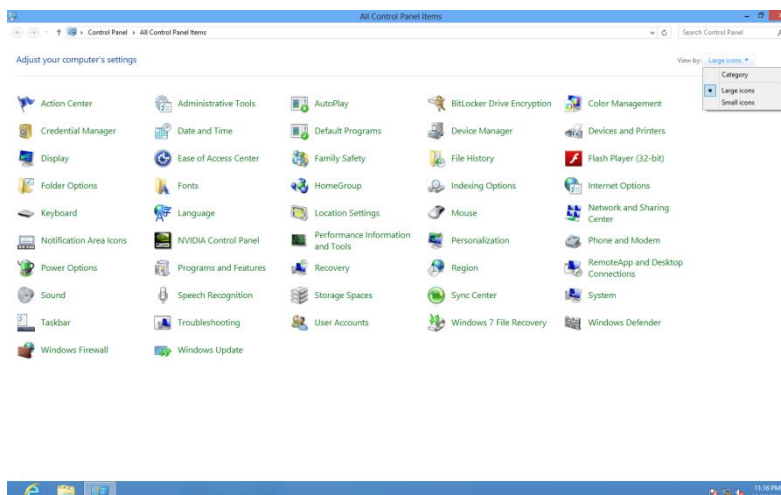 All Control Panel Items
Control Panel All Control Panel Items
Search Control Panel
Adjust your computer's settings
View by: Large icons
Category
Large icons
Small icons
Action Center
Administrative Tools
AutoPlay
BitLocker Drive Encryption
Color Management
Credential Manager
Date and Time
Default Programs
Device Manager
Devices and Printers
Display
Ease of Access Center
Family Safety
File History
Flash Player (32-bit)
Folder Options
Fonts
HomeGroup
Indexing Options
Internet Options
Keyboard
Language
Location Settings
Mouse
Network and Sharing
Center
Notification Area Icons
NVIDIA Control Panel
Performance Information
and Tools
Personalization
Phone and Modem
Power Options
Programs and Features
Recovery
Region
RemoteApp and Desktop
Connections
Sound
Speech Recognition
Storage Spaces
Sync Center
System
Taskbar
Troubleshooting
User Accounts
Windows 7 File Recovery
Windows Defender
Windows Firewall
Windows Update
11:16 PM